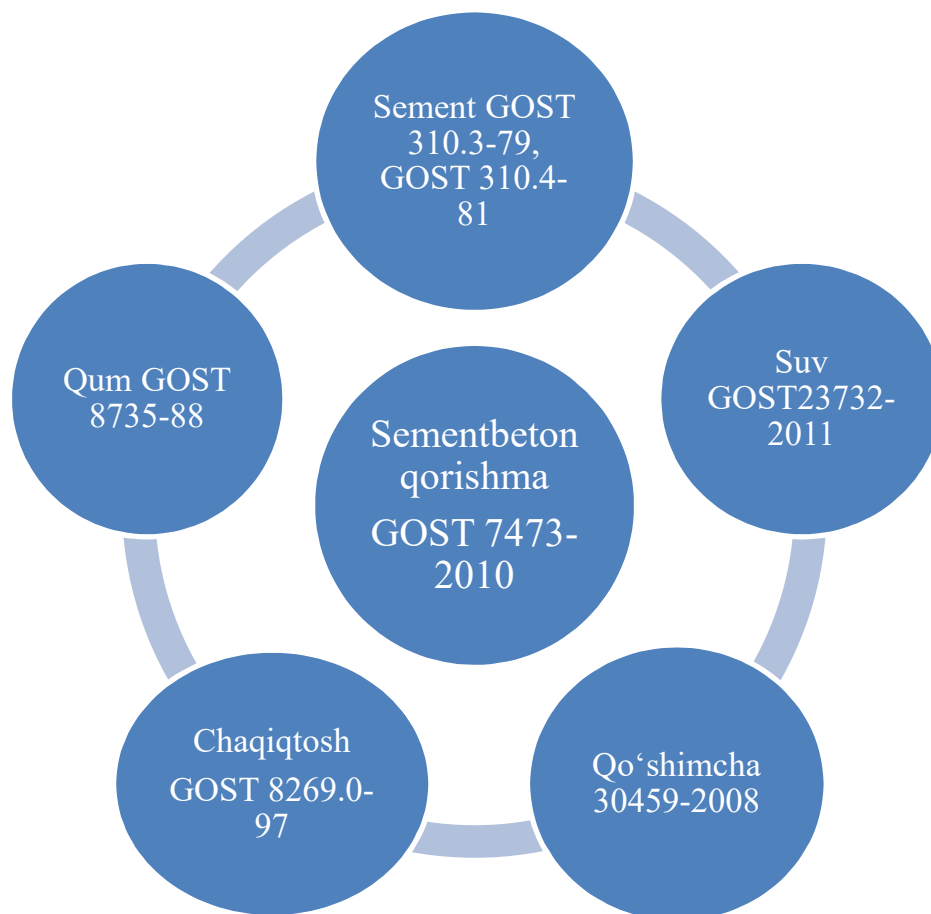 Sement GOST
310.3-79,
GOST 310.4-
81
Suv
GOST23732-
2011
Qo‘shimcha
30459-2008
Chaqiqtosh
GOST 8269.0-
97
Qum GOST
8735-88
Sementbeton
qorishma
GOST 7473-
2010